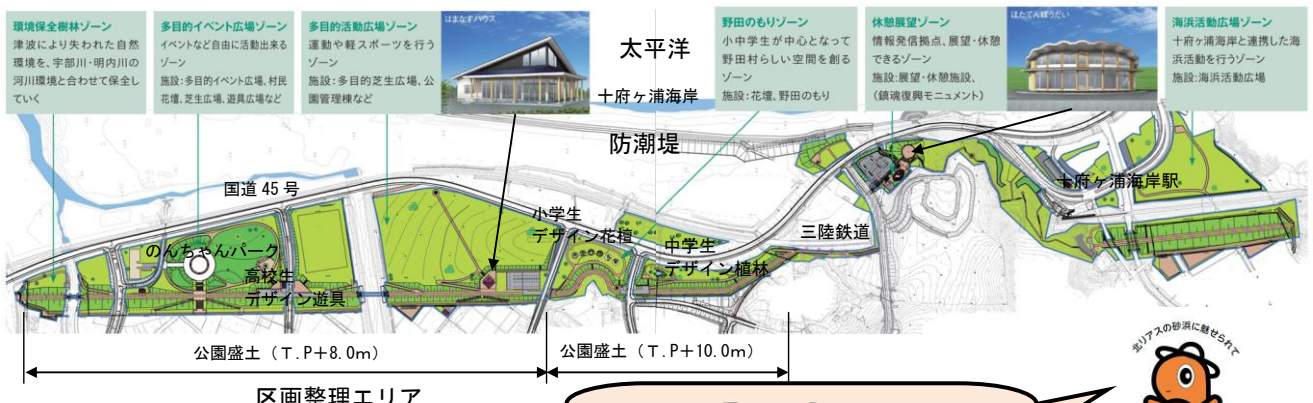 環境保全樹林ゾーン
津波により失われた自然
環境を、宇部川・明内川の
河川環境と合わせて保全し
ていく
多目的イベント広場ゾーン
イベントなど自由に活動出来る
ゾーン
施設:多目的イベント広場、村民
花壇、芝生広場、遊具広場など
多目的活動広場ゾーン
運動や軽スポーツを行う
ゾーン
施設:多目的芝生広場、公
園管理棟など
はまなすハウス
太平洋
十府ヶ浦海岸
防潮堤
野田のもりゾーン
小中学生が中心となって
野田村らしい空間を創る
ゾーン
施設:花壇、野田のもり
休憩展望ゾーン
情報発信拠点、展望・休憩
できるゾーン
施設:展望・休憩施設、
(鎮魂復興モニュメント)
ほたてんぼうだい
海浜活動広場ゾーン
十府ヶ浦海岸と連携した海
浜活動を行うゾーン
施設:海浜活動広場
国道45号
十府ヶ浦海岸駅
小学生
デザイン花壇
三陸鉄道
中学生
デザイン植林
のんちゃんパーク
高校生
デザイン遊具
公園盛土(T.P+8.0m)
公園盛土(T.P+10.0m)
区画整理エリア
北リアスの砂浜に魅せられて